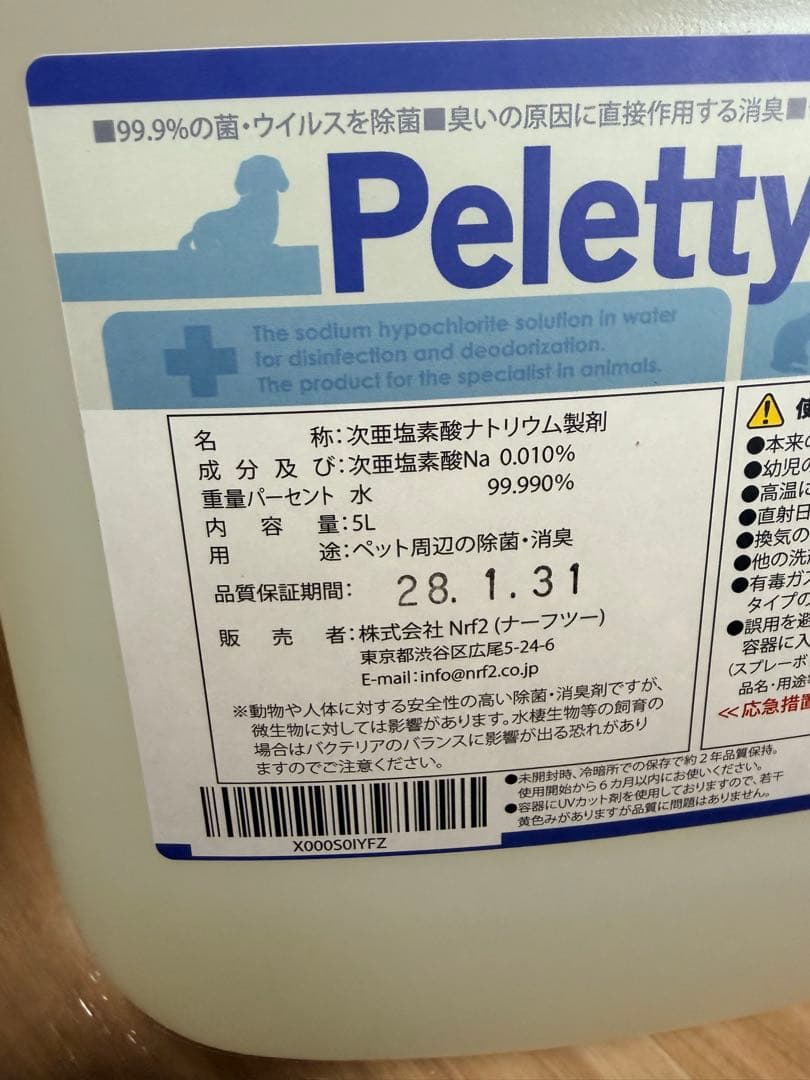 ■99.9%の菌・ウイルスを除菌■臭いの原因に直接作用する消臭■
Peletty
The sodium hypochlorite solution in water
for disinfection and deodorization.
The product for the specialist in animals.
名称：次亜塩素酸ナトリウム製剤
成分及び：次亜塩素酸Na 0.010%
重量パーセント 水 99.990%
内容量：5L
用途：ペット周辺の除菌・消臭
品質保証期間： 28.1.31
販売者：株式会社 Nrf2 (ナーフツー)
東京都渋谷区広尾5-24-6
E-mail：info@nrf2.co.jp
※動物や人体に対する安全性の高い除菌・消臭剤ですが、
微生物に対しては影響があります。水棲生物等の飼育の
場合はバクテリアのバランスに影響が出る恐れがあり
ますのでご注意ください。
X000S0IYFZ
●未開封時、冷暗所での保存で約2年品質保持。
使用開始から6カ月以内にお使いください。
●容器にUVカット剤を使用しておりますので、若干
黄色みがありますが品質に問題はありません。
使
●本来の
●幼児の
●高温に
●直射日
●換気の
●他の洗
●有毒ガス
タイプの
●誤用を避
容器に入
(スプレーボ
品名・用途等
≪応急措置